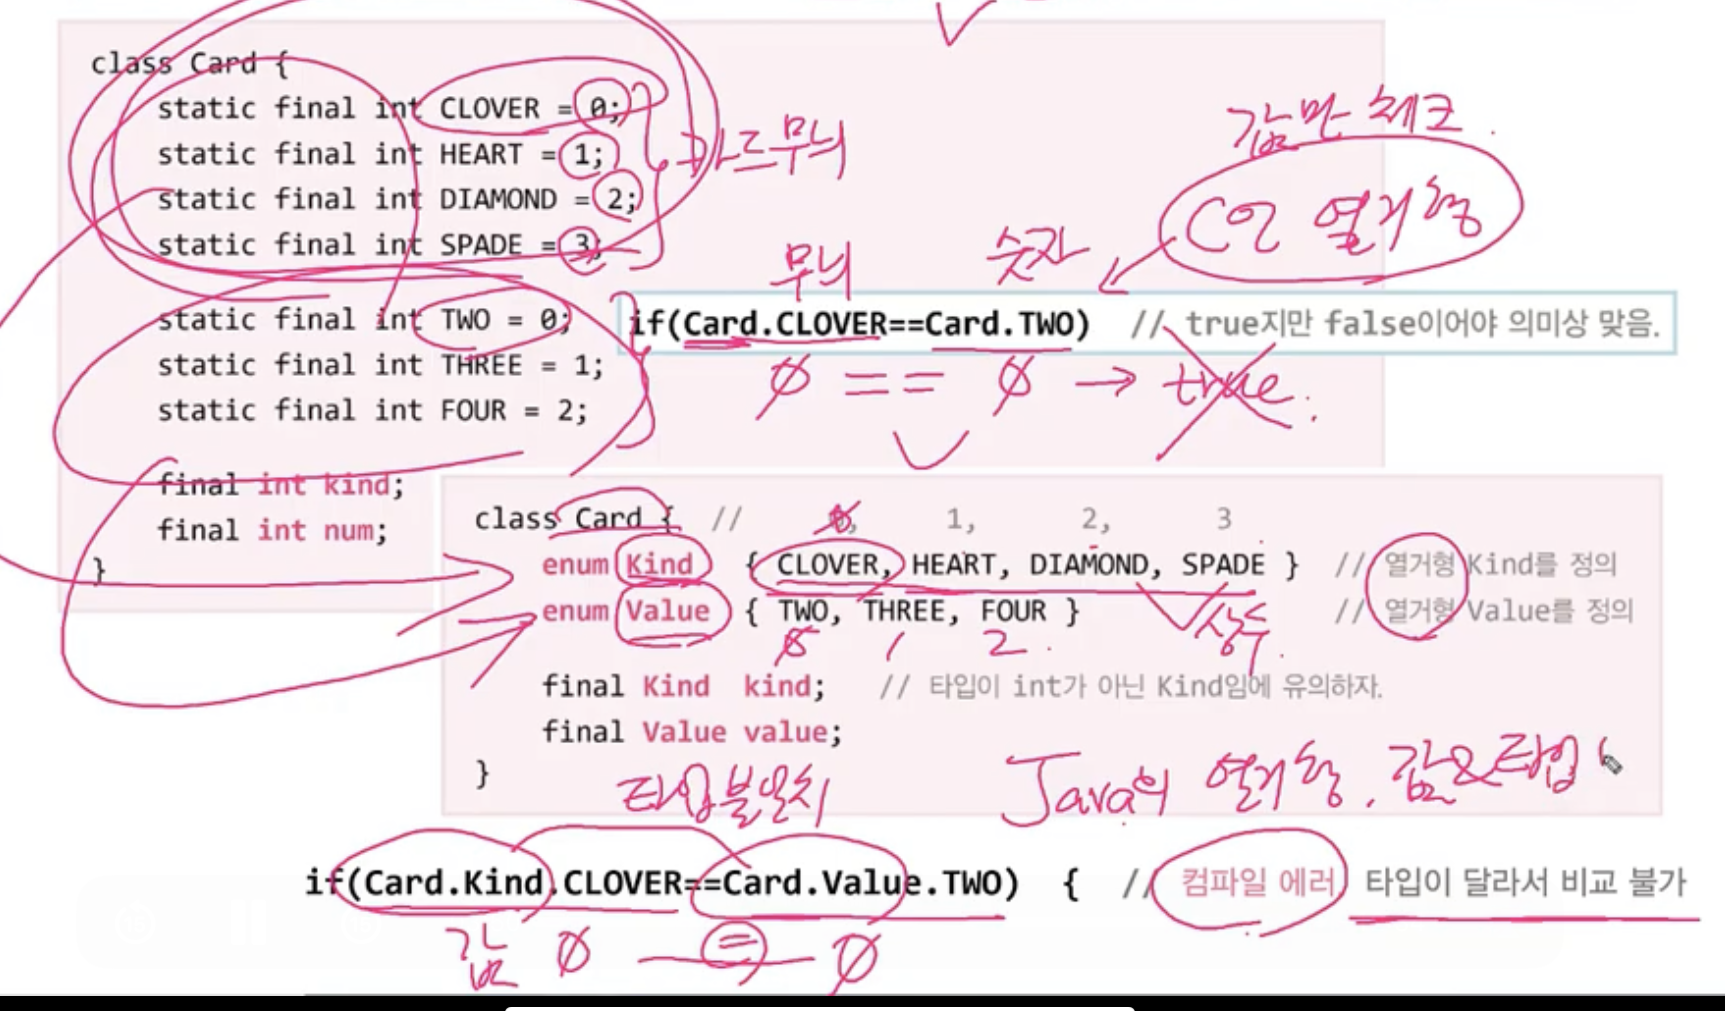 class Card {
static final int CLOVER = 0;
static final int HEART = 1;
static final int DIAMOND = 2;
static final int SPADE = 3;
카드무늬
값만 체크.
C언 열거형
무늬 숫자
static final int TWO = 0;
static final int THREE = 1;
static final int FOUR = 2;
if(Card.CLOVER==Card.TWO) // true지만 false이어야 의미상 맞음.
0 == 0 → true.
final int kind;
final int num;
}
class Card { // 0, 1, 2, 3
enum Kind { CLOVER, HEART, DIAMOND, SPADE } // 열거형 Kind를 정의
enum Value { TWO, THREE, FOUR } // 열거형 Value를 정의
0 1 2. 상수.
final Kind kind; // 타입이 int가 아닌 Kind임에 유의하자.
final Value value;
}
타입불일치
Java의 열거형. 값&타입
if(Card.Kind.CLOVER==Card.Value.TWO) { // 컴파일 에러 타입이 달라서 비교 불가
값 0 = 0